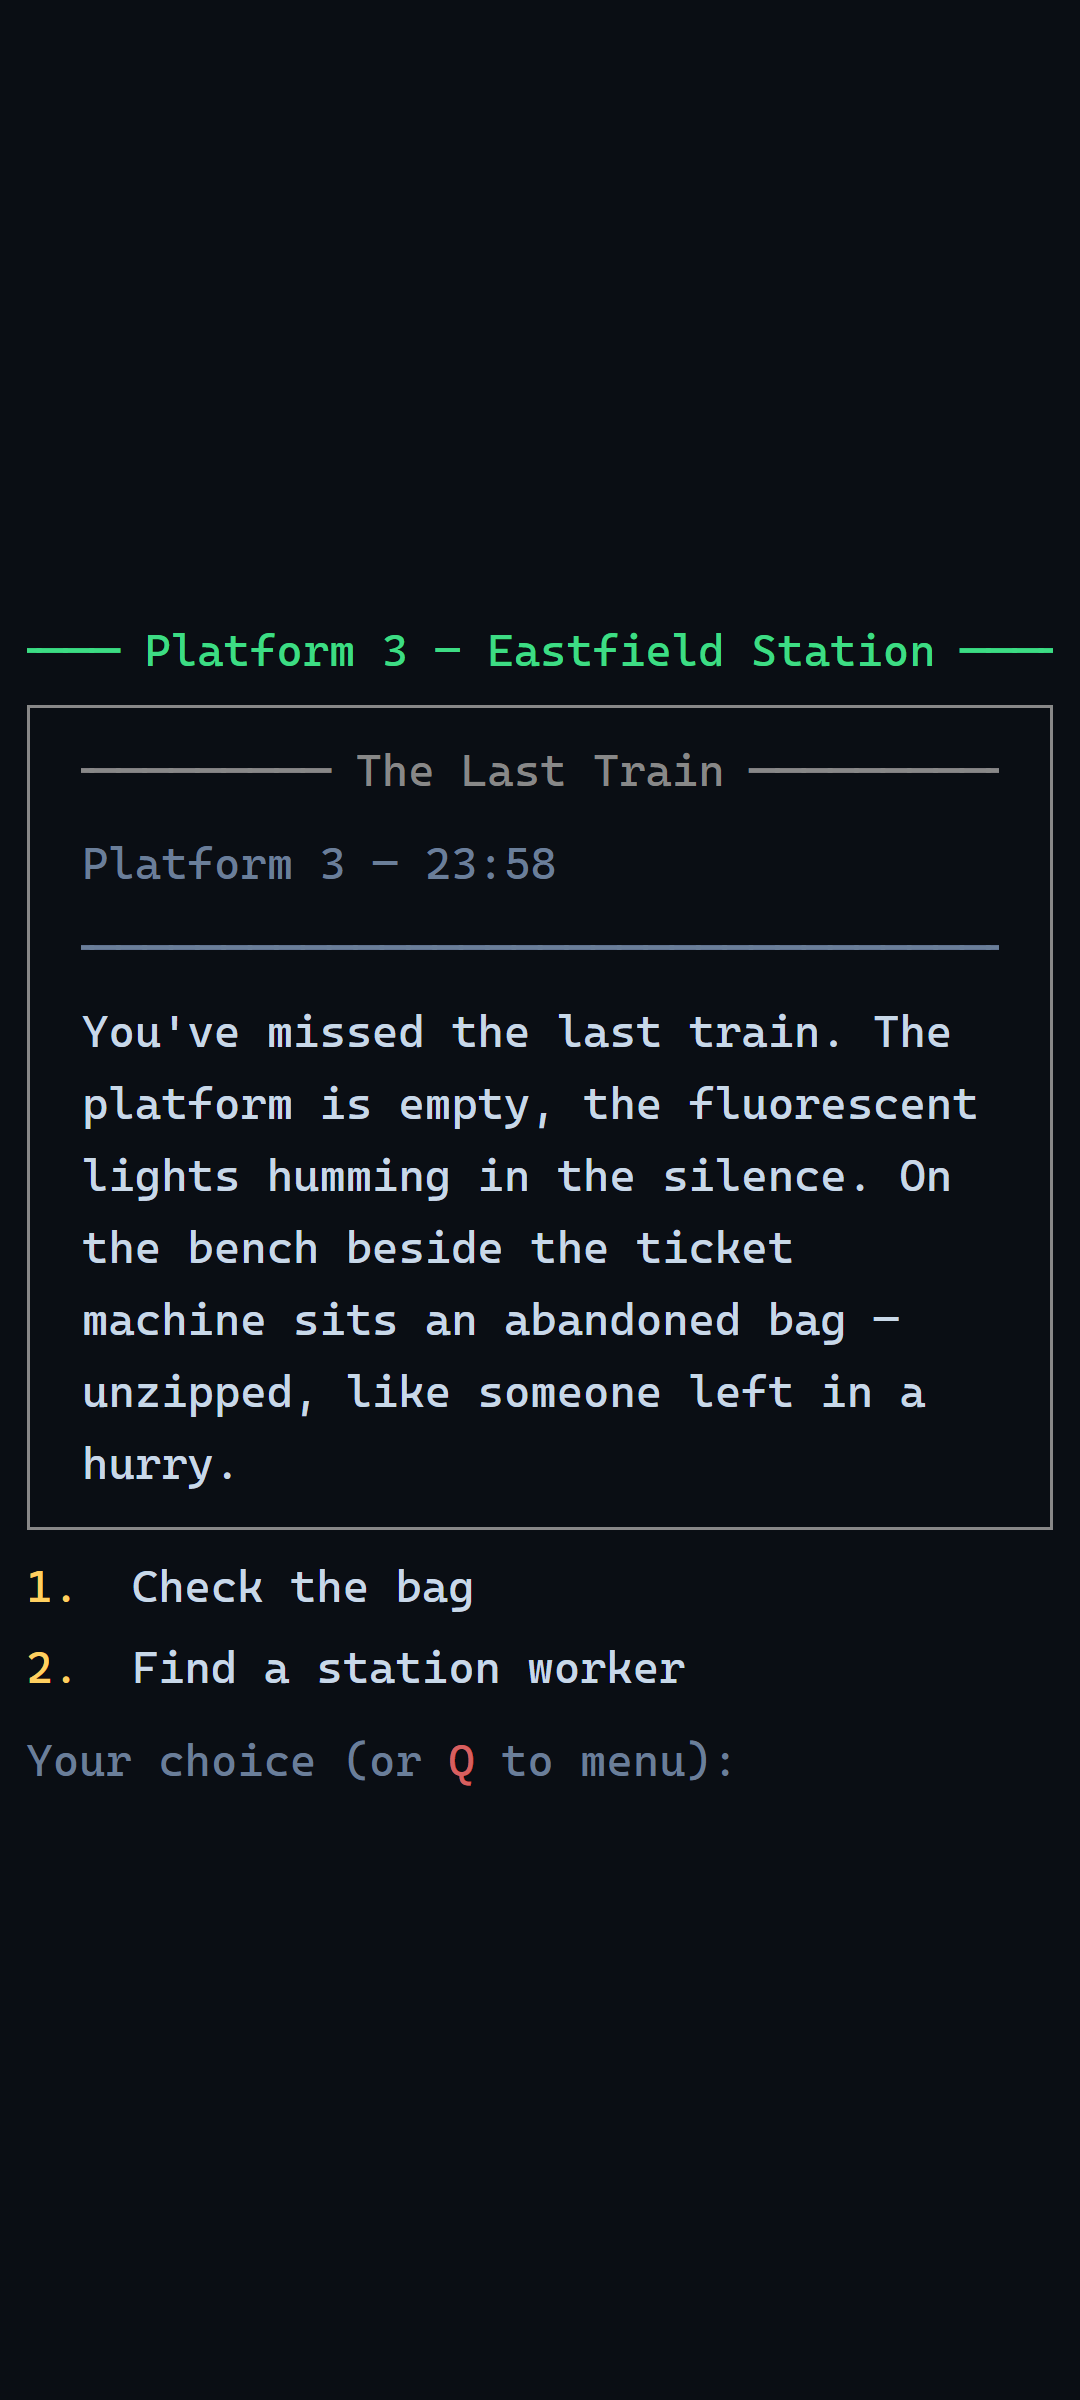 Platform 3 — Eastfield Station
The Last Train
Platform 3 — 23:58
You've missed the last train. The
platform is empty, the fluorescent
lights humming in the silence. On
the bench beside the ticket
machine sits an abandoned bag —
unzipped, like someone left in a
hurry.
1. Check the bag
2. Find a station worker
Your choice (or Q to menu):